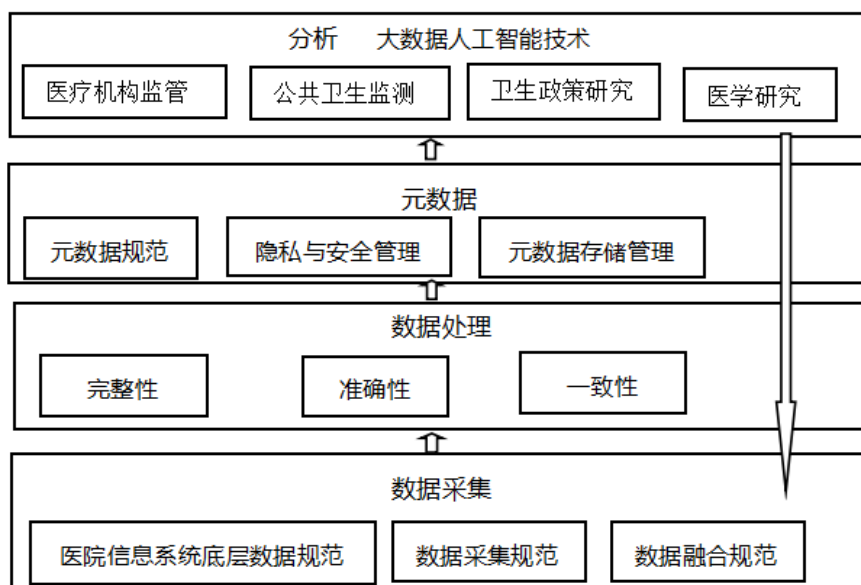 分析 大数据人工智能技术
医疗机构监管 公共卫生监测 卫生政策研究 医学研究
元数据
元数据规范 隐私与安全管理 元数据存储管理
数据处理
完整性 准确性 一致性
数据采集
医院信息系统底层数据规范 数据采集规范 数据融合规范